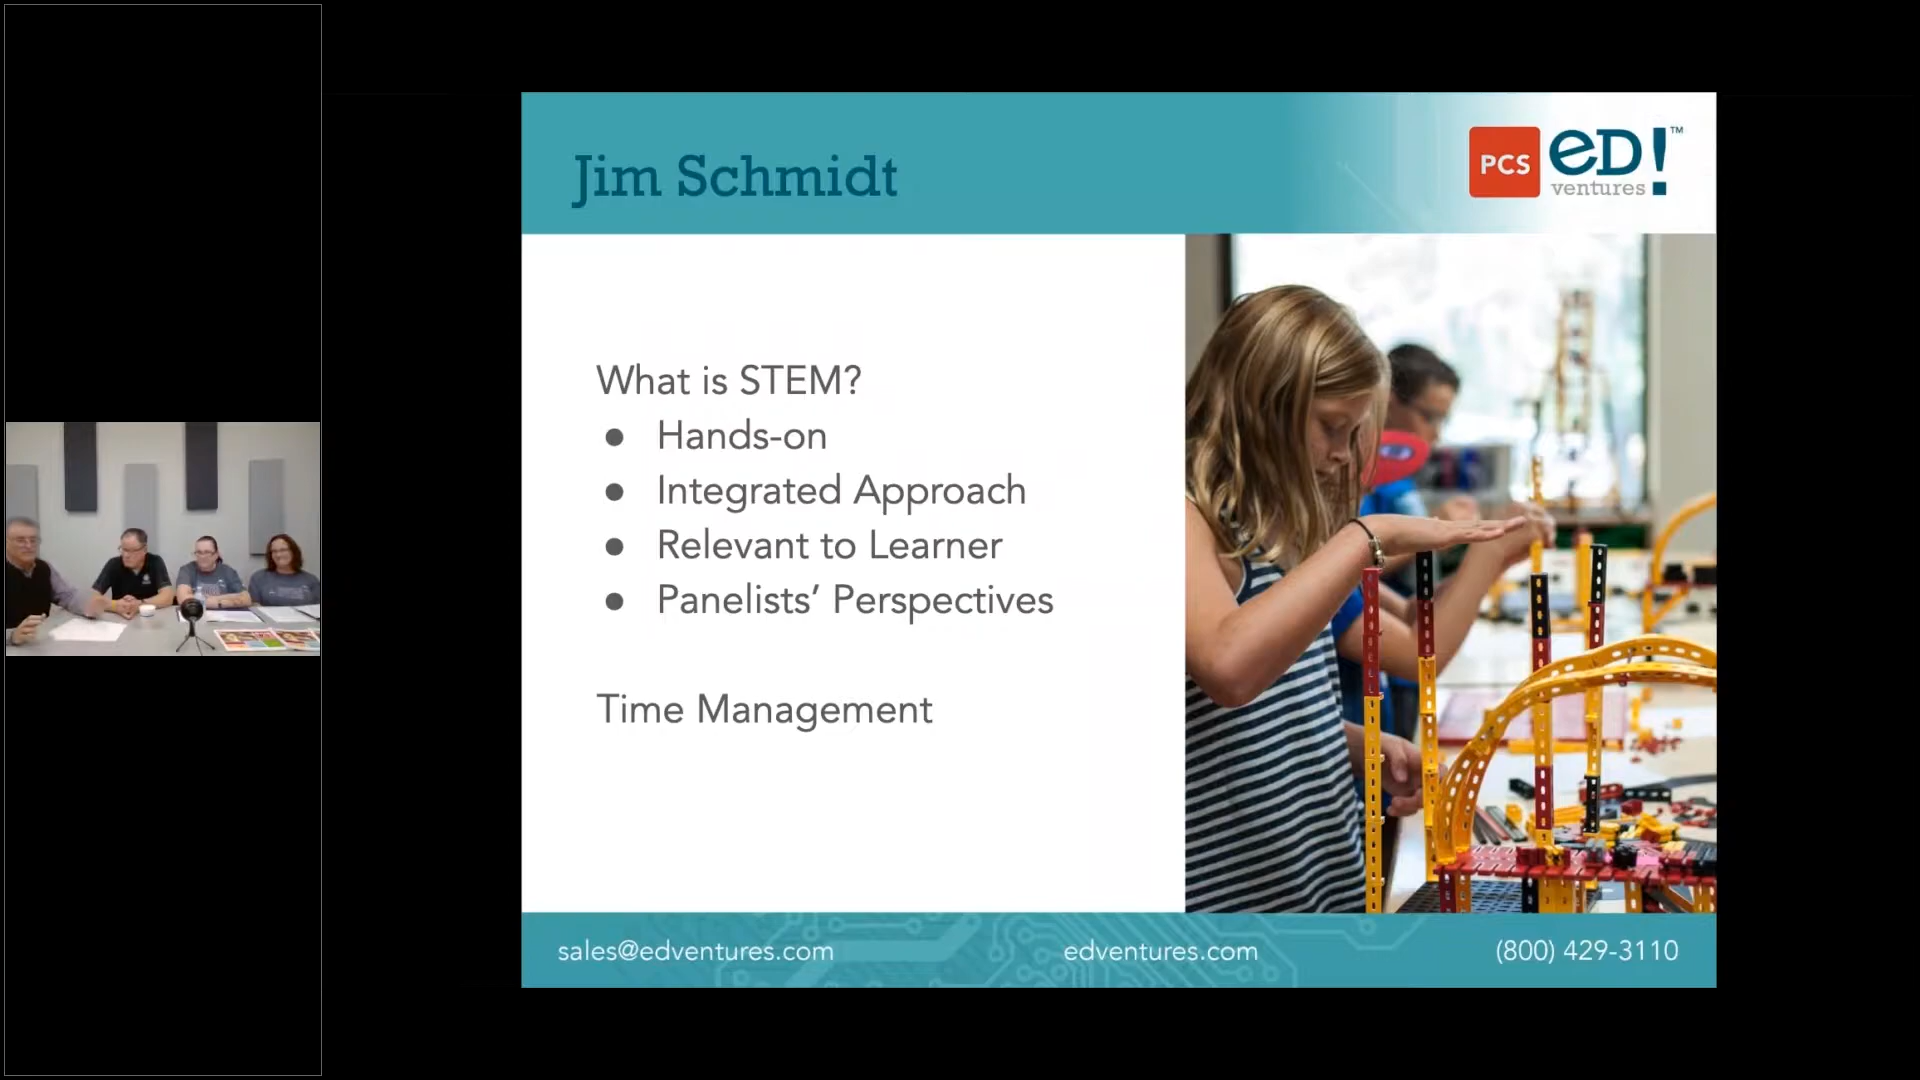 Jim Schmidt
PCS
eD!™
ventures
What is STEM?
● Hands-on
● Integrated Approach
● Relevant to Learner
● Panelists’ Perspectives
Time Management
sales@edventures.com
edventures.com
(800) 429-3110